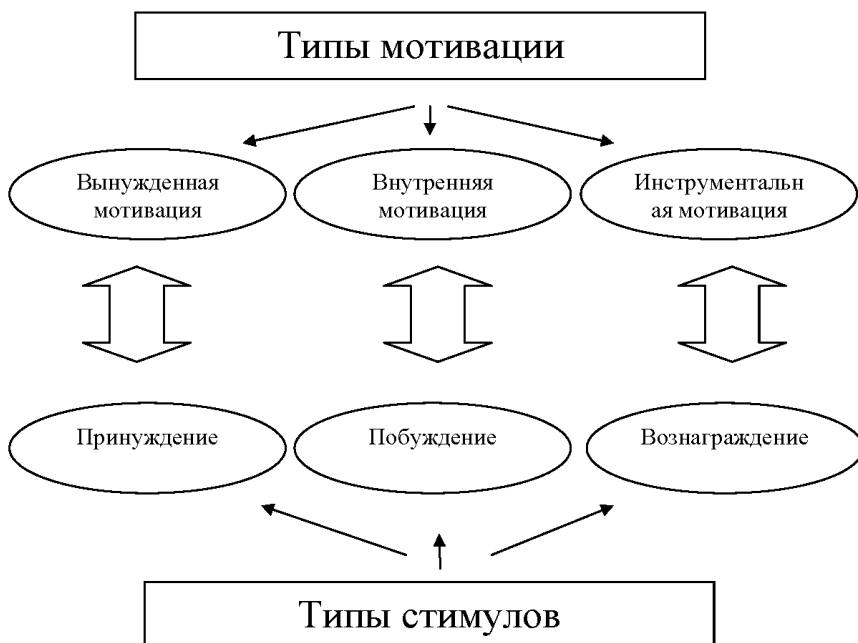 Типы мотивации
Вынужденная
мотивация
Внутренняя
мотивация
Инструментальн
ая мотивация
Принуждение
Побуждение
Вознаграждение
Типы стимулов